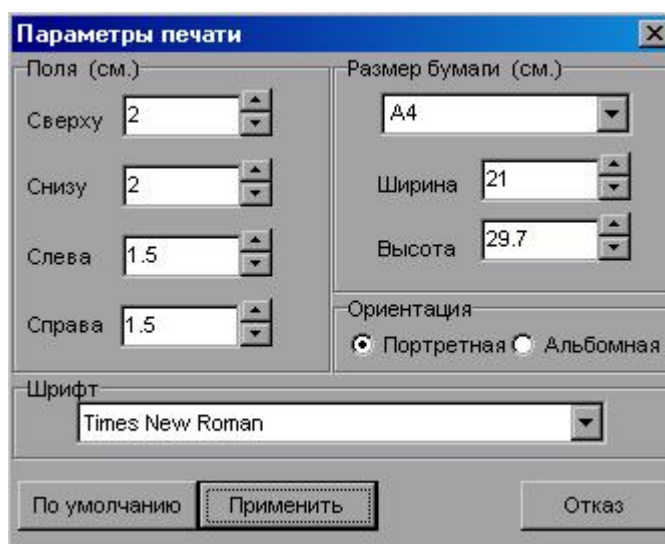 Параметры печати
Поля (см.)
Сверху 2
Снизу 2
Слева 1.5
Справа 1.5
Размер бумаги (см.)
A4
Ширина 21
Высота 29.7
Ориентация
Портретная Альбомная
Шрифт
Times New Roman
По умолчанию Применить Отказ